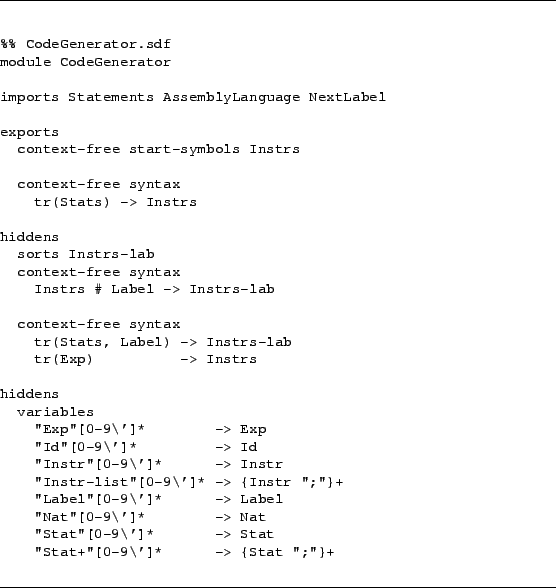 %% CodeGenerator.sdf
module CodeGenerator
imports Statements AssemblyLanguage NextLabel
exports
context-free start-symbols Instrs
context-free syntax
tr(Stats) -> Instrs
hiddens
sorts Instrs-lab
context-free syntax
Instrs # Label -> Instrs-lab
context-free syntax
tr(Stats, Label) -> Instrs-lab
tr(Exp)          -> Instrs
hiddens
variables
"Exp"[0-9\']*        -> Exp
"Id"[0-9\']*         -> Id
"Instr"[0-9\']*      -> Instr
"Instr-list"[0-9\']* -> {Instr ";"}+
"Label"[0-9\']*      -> Label
"Nat"[0-9\']*        -> Nat
"Stat"[0-9\']*       -> Stat
"Stat+"[0-9\']*      -> {Stat ";"}+